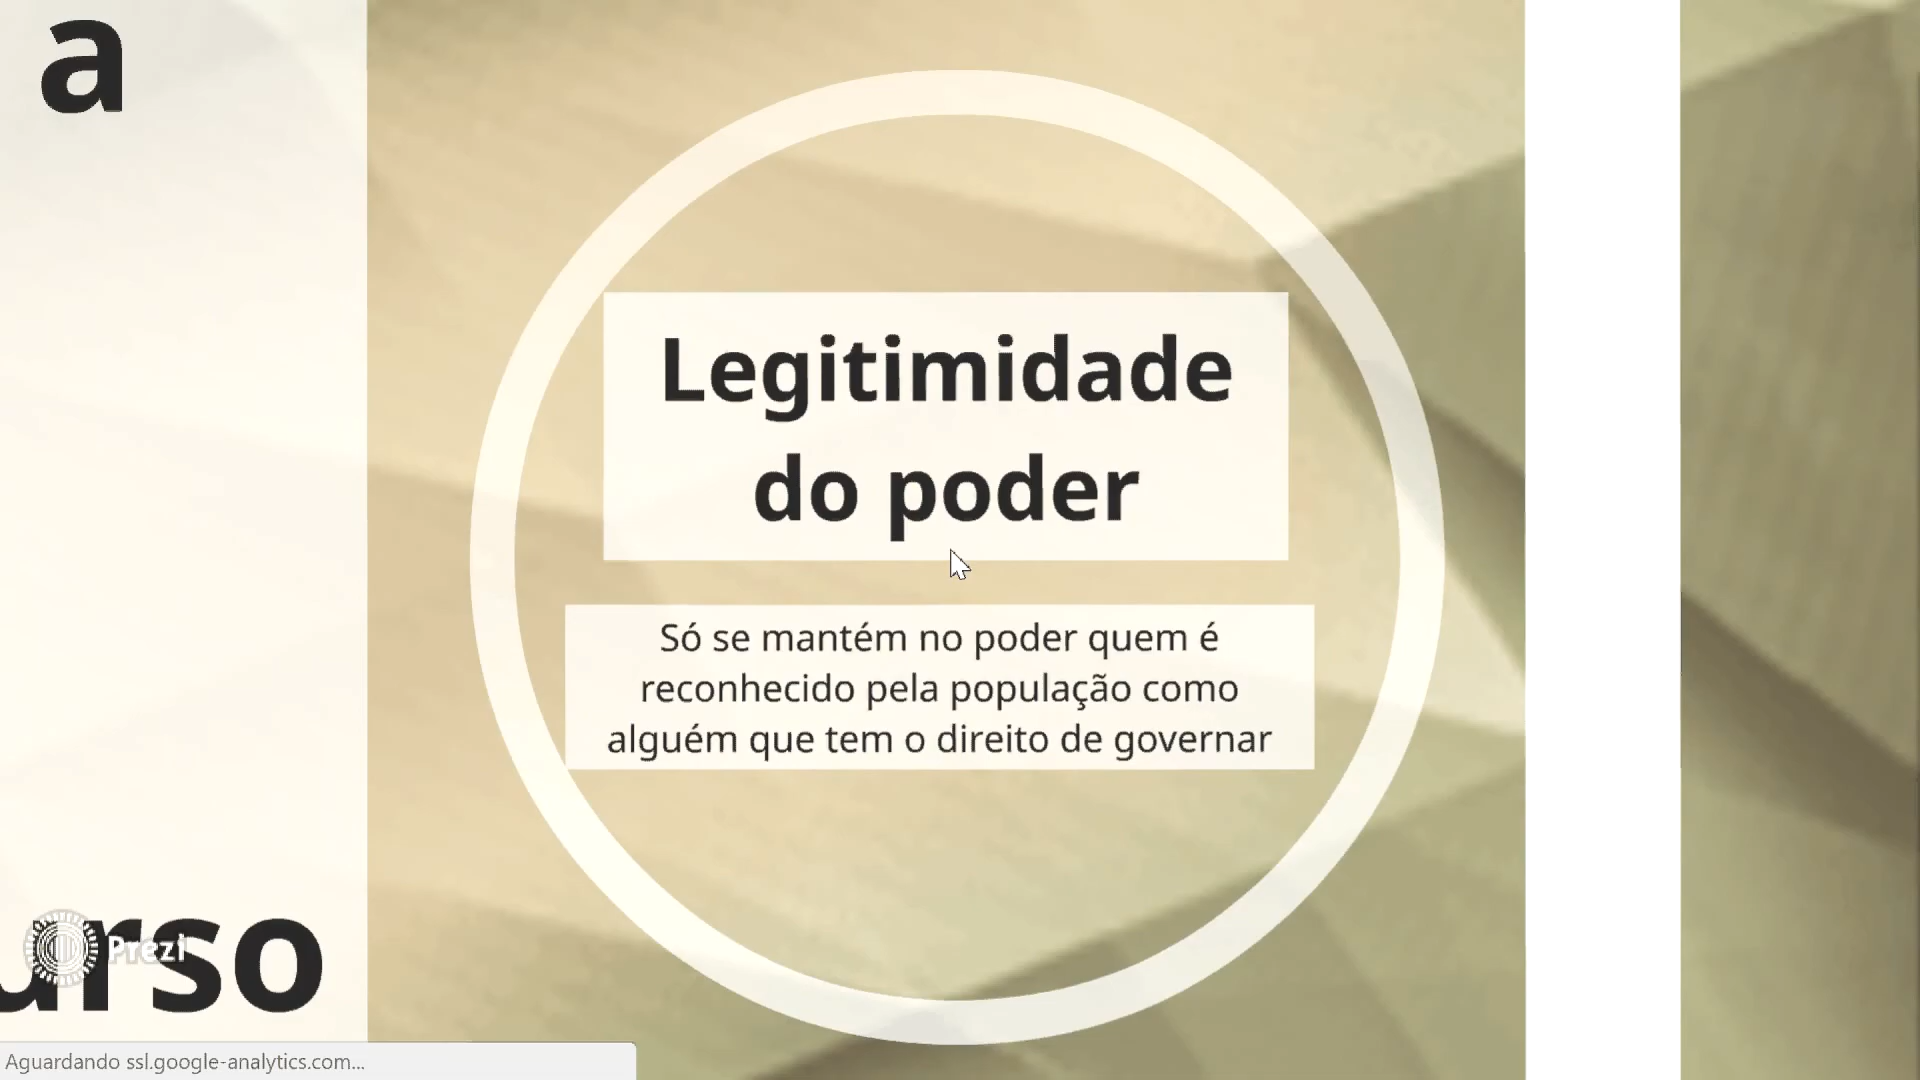 a
Legitimidade
do poder
Só se mantém no poder quem é
reconhecido pela população como
alguém que tem o direito de governar
urso
Prezi
Aguardando ssl.google-analytics.com...